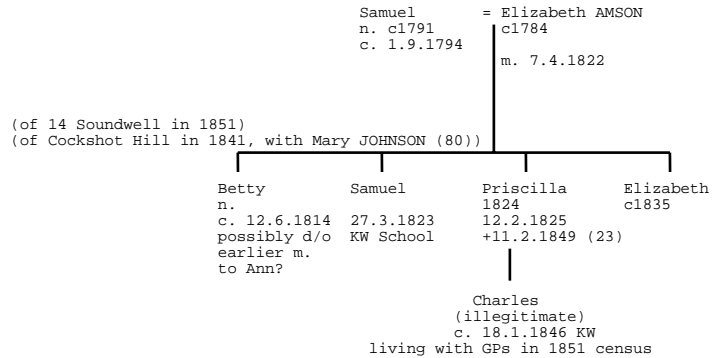 Samuel = Elizabeth AMSON
n. c1791 c1784
c. 1.9.1794
m. 7.4.1822
(of 14 Soundwell in 1851)
(of Cockshot Hill in 1841, with Mary JOHNSON (80))
Betty Samuel Priscilla Elizabeth
n. 1824 c1835
c. 12.6.1814 27.3.1823 12.2.1825
possibly d/o KW School +11.2.1849 (23)
earlier m.
to Ann?
Charles
(illegitimate)
c. 18.1.1846 KW
living with GPs in 1851 census